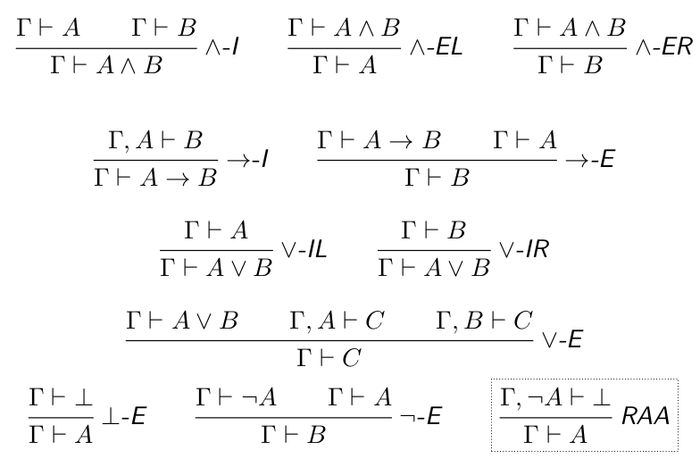 Γ ⊢ A Γ ⊢ B Γ ⊢ A ∧ B Γ ⊢ A ∧ B
Γ ⊢ A ∧ B ∧-I Γ ⊢ A ∧-EL Γ ⊢ B ∧-ER
Γ, A ⊢ B Γ ⊢ A → B Γ ⊢ A
Γ ⊢ A → B →-I Γ ⊢ B →-E
Γ ⊢ A Γ ⊢ B
Γ ⊢ A ∨ B ∨-IL Γ ⊢ A ∨ B ∨-IR
Γ ⊢ A ∨ B Γ, A ⊢ C Γ, B ⊢ C
Γ ⊢ C ∨-E
Γ ⊢ ⊥ Γ ⊢ ¬A Γ ⊢ A Γ, ¬A ⊢ ⊥
Γ ⊢ A ⊥-E Γ ⊢ B ¬-E Γ ⊢ A RAA